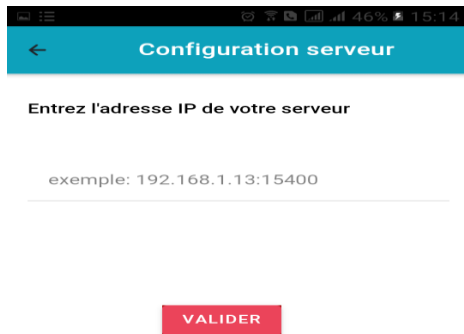 46% 15:14
Configuration serveur
Entrez l'adresse IP de votre serveur
exemple: 192.168.1.13:15400
VALIDER